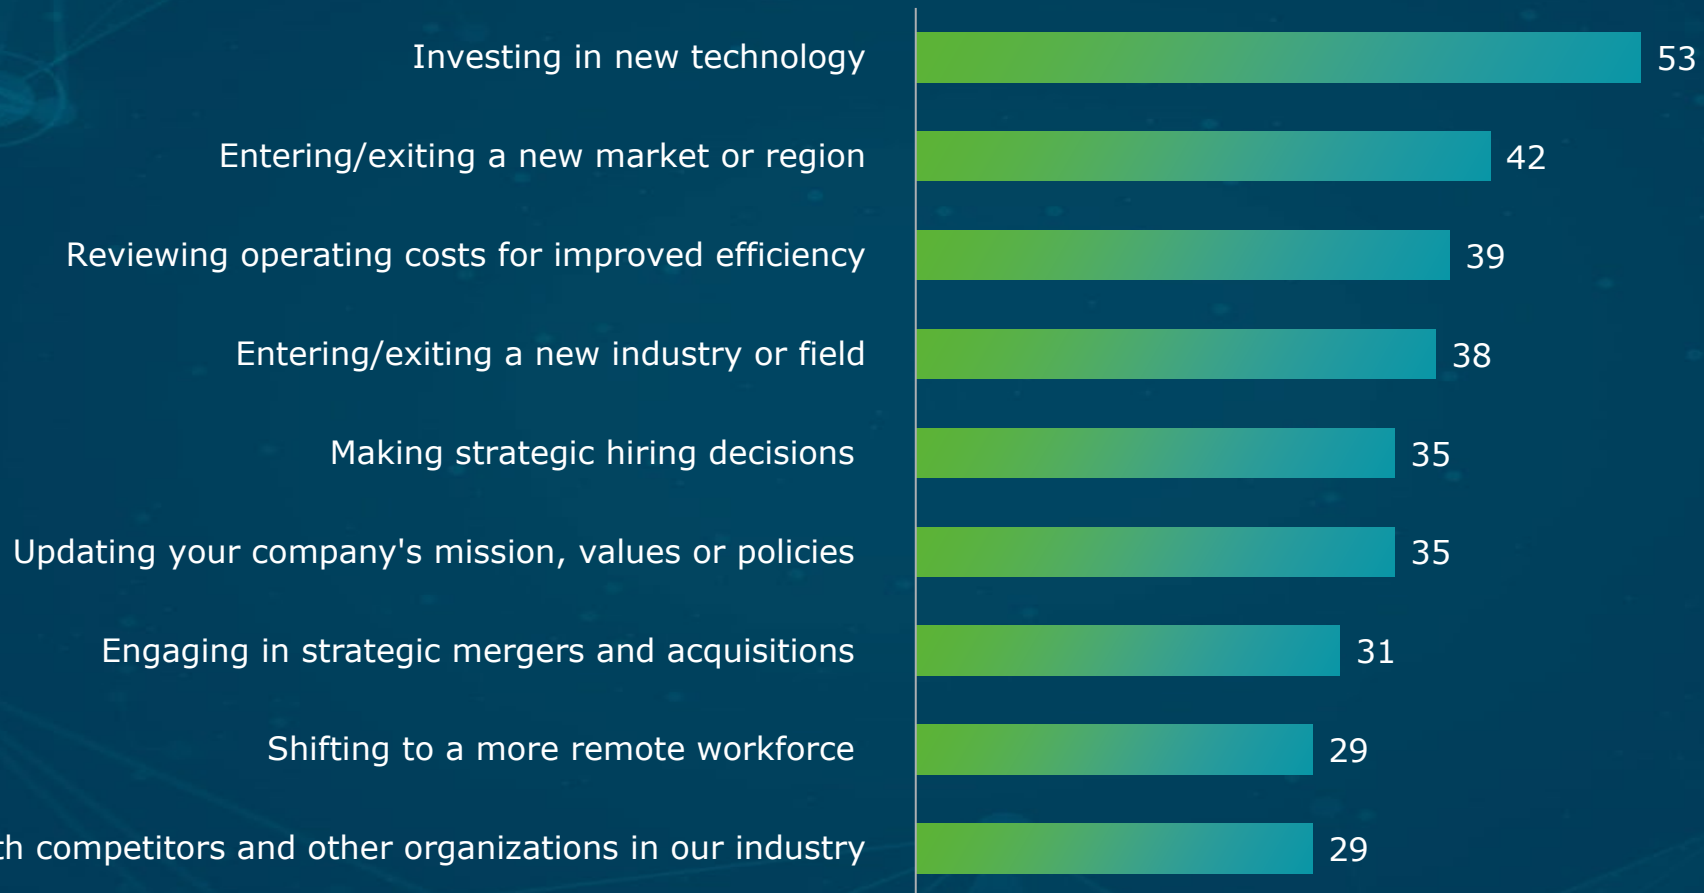 Investing in new technology 53
Entering/exiting a new market or region 42
Reviewing operating costs for improved efficiency 39
Entering/exiting a new industry or field 38
Making strategic hiring decisions 35
Updating your company's mission, values or policies 35
Engaging in strategic mergers and acquisitions 31
Shifting to a more remote workforce 29
competitors and other organizations in our industry 29